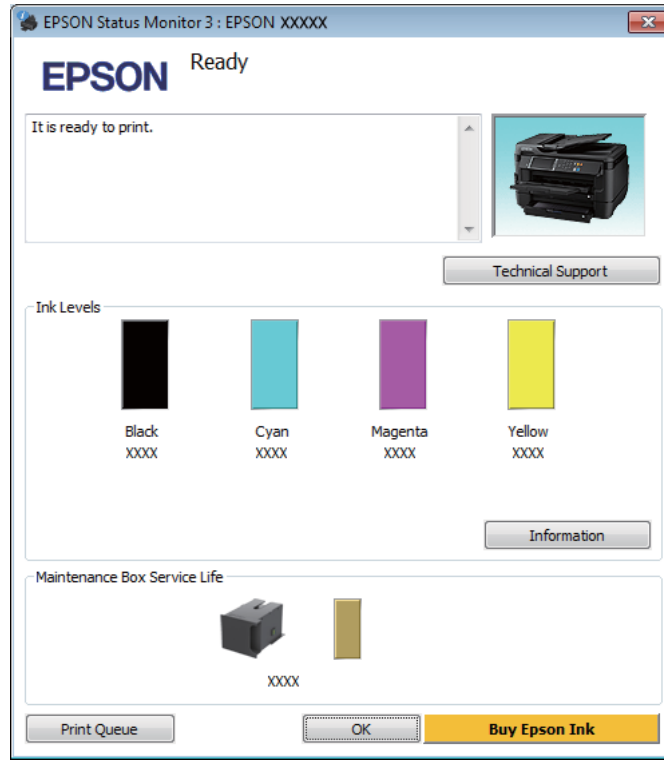 EPSON Status Monitor 3 : EPSON XXXXX
EPSON
Ready
It is ready to print.
Technical Support
Ink Levels
Black
Cyan
Magenta
Yellow
XXXX
XXXX
XXXX
XXXX
Information
Maintenance Box Service Life
XXXX
Print Queue
OK
Buy Epson Ink